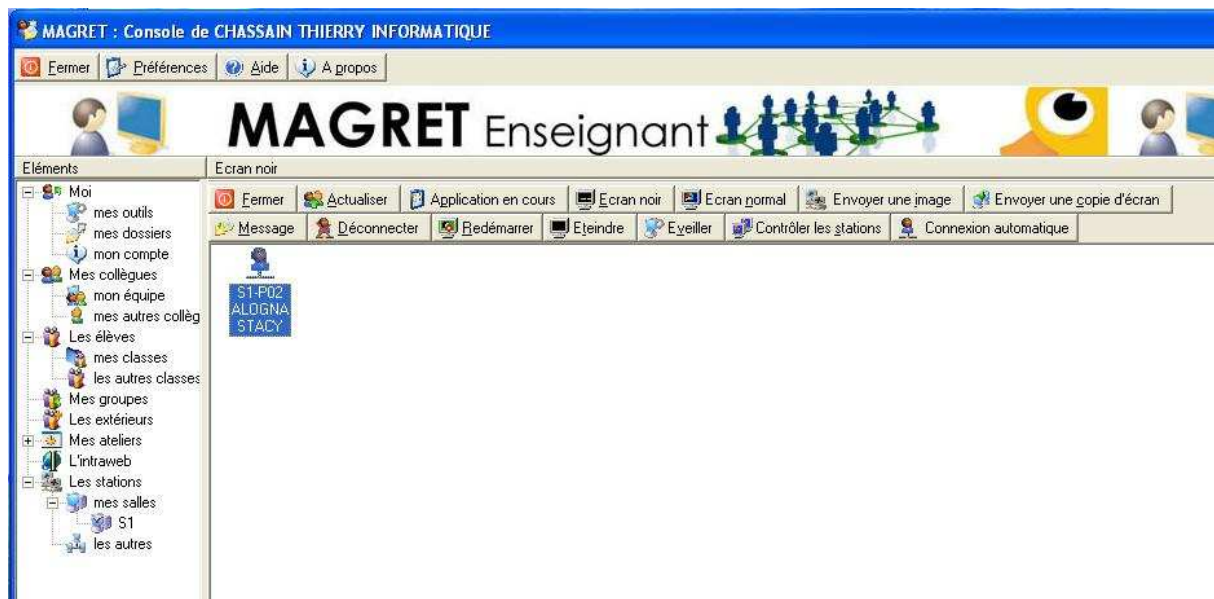 MAGRET : Console de CHASSAIN THIERRY INFORMATIQUE
Fermer Préférences Aide A propos
MAGRET Enseignant
Eléments
Ecran noir
Moi
mes outils
mes dossiers
mon compte
Mes collègues
mon équipe
mes autres collèg
Les élèves
mes classes
les autres classes
Mes groupes
Les extérieurs
Mes ateliers
L'intraweb
Les stations
mes salles
S1
les autres
Fermer Actualiser Application en cours Ecran noir Ecran normal Envoyer une image Envoyer une copie d'écran
Message Déconnecter Redémarrer Eteindre Eveiller Contrôler les stations Connexion automatique
S1-P02
ALOGNA
STACY